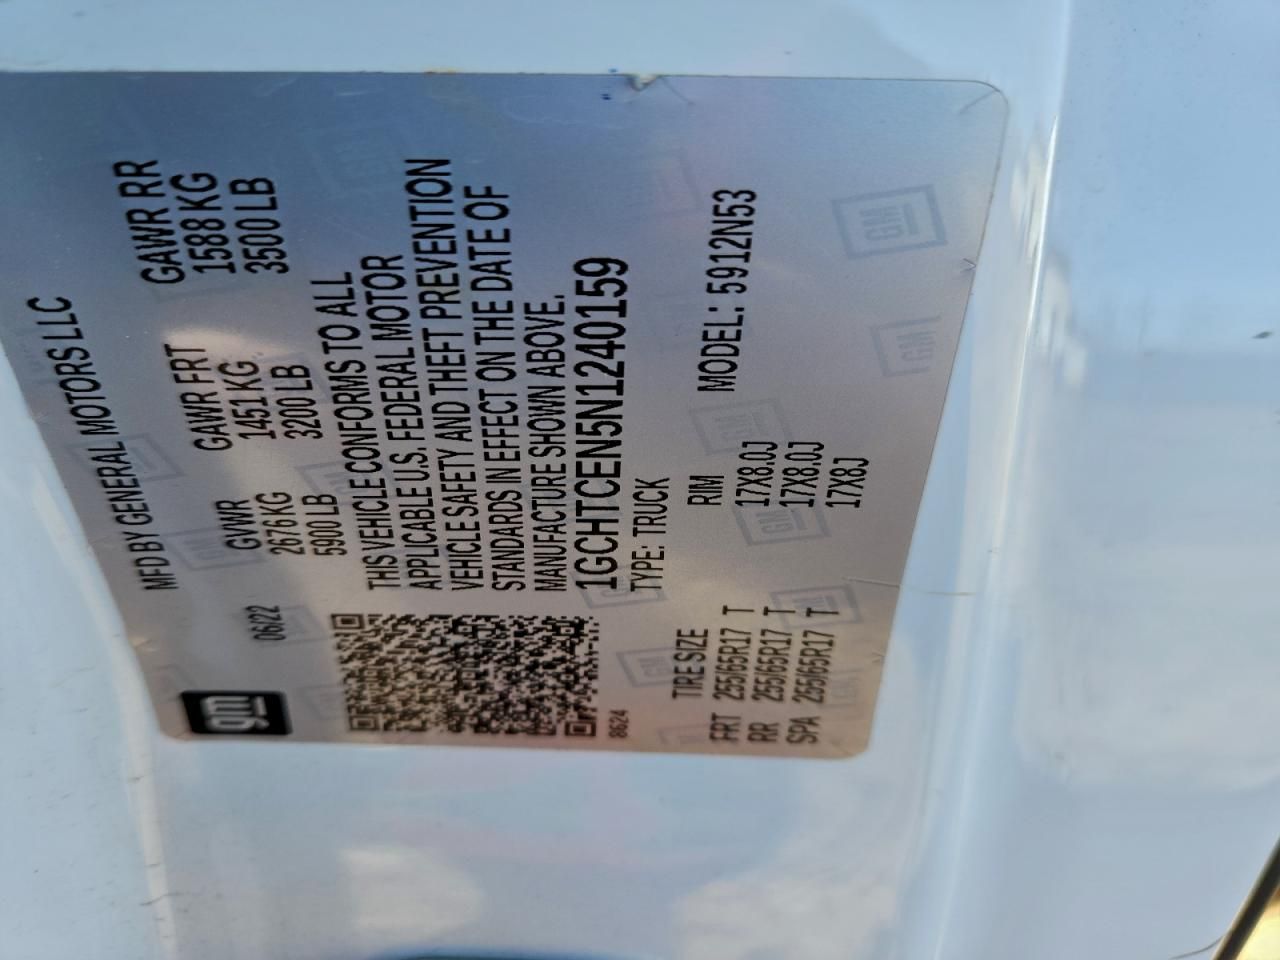 gm
MFD BY GENERAL MOTORS LLC
06/22
GVWR GAWR FRT GAWR RR
2676 KG 1451 KG 1588 KG
5900 LB 3200 LB 3500 LB
THIS VEHICLE CONFORMS TO ALL
APPLICABLE U.S. FEDERAL MOTOR
VEHICLE SAFETY AND THEFT PREVENTION
STANDARDS IN EFFECT ON THE DATE OF
MANUFACTURE SHOWN ABOVE.
1GCHTCEN5N1240159
8624
TYPE: TRUCK
TIRE SIZE RIM MODEL: 5912N53
FRT 255/65R17 T 17X8.0J
RR 255/65R17 T 17X8.0J
SPA 255/65R17 T 17X8J